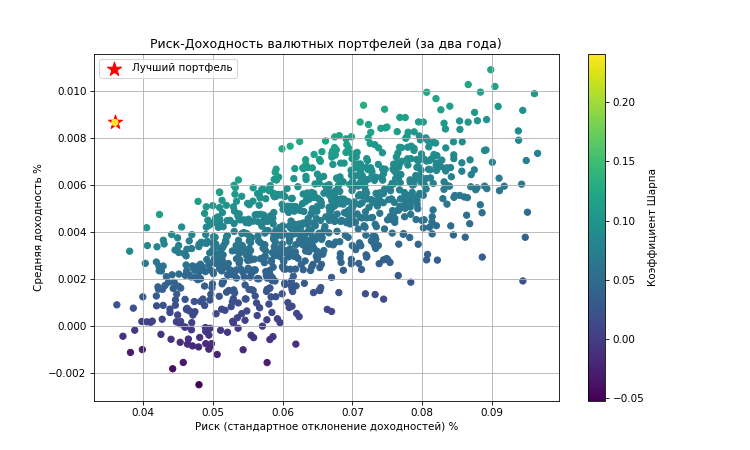 Риск-Доходность валютных портфелей (за два года)
Лучший портфель
Средняя доходность %
0.010
0.008
0.006
0.004
0.002
0.000
−0.002
0.04 0.05 0.06 0.07 0.08 0.09
Риск (стандартное отклонение доходностей) %
0.20
0.15
0.10
0.05
0.00
−0.05
Коэффициент Шарпа